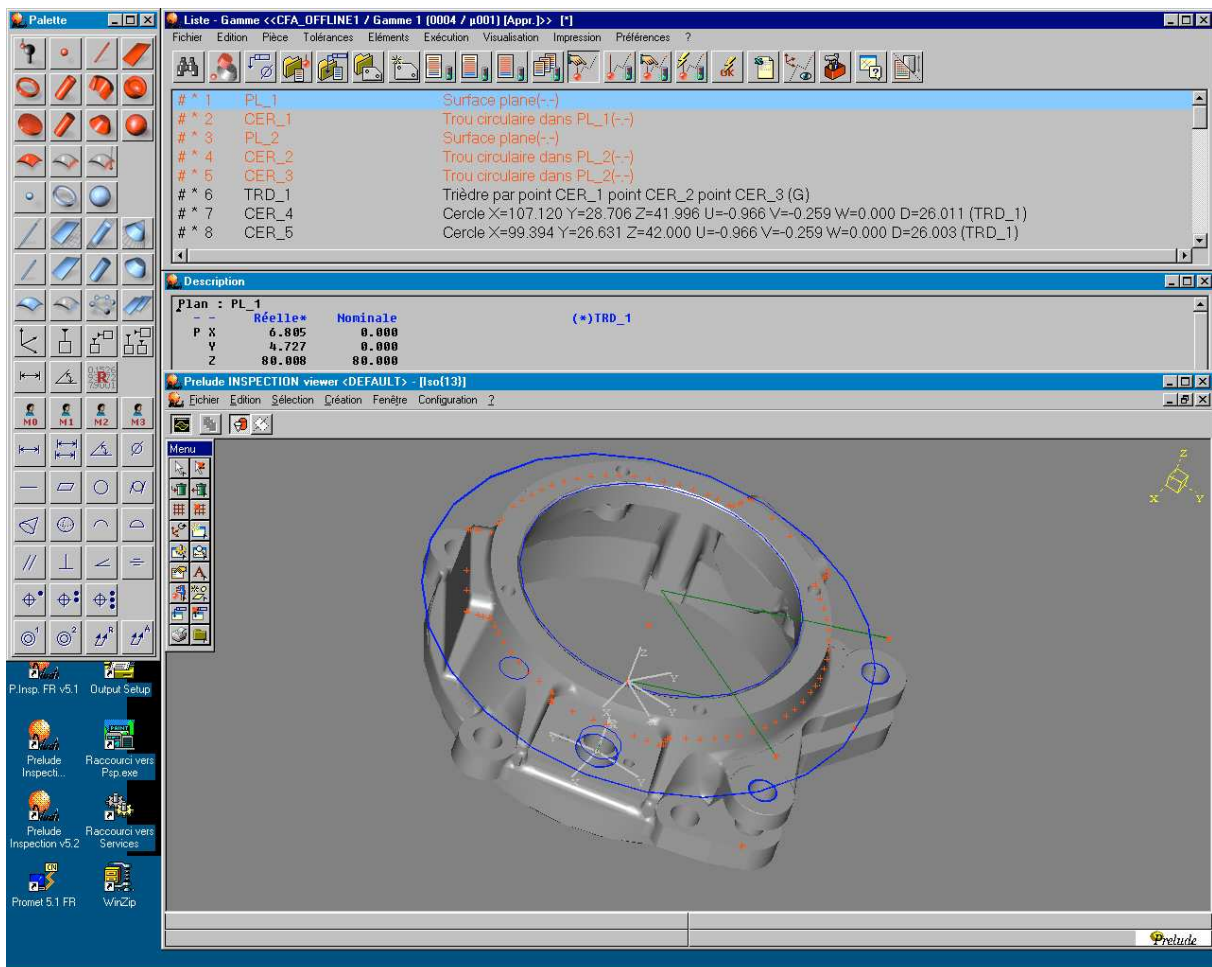 Palette
Liste - Gamme <<CFA_OFFLINE1 / Gamme 1 (0004 / µ001) [Appr.]>> [*]
Fichier Edition Pièce Tolérances Eléments Exécution Visualisation Impression Préférences ?
# * 1 PL_1 Surface plane(-.-)
# * 2 CER_1 Trou circulaire dans PL_1(-.-)
# * 3 PL_2 Surface plane(-.-)
# * 4 CER_2 Trou circulaire dans PL_2(-.-)
# * 5 CER_3 Trou circulaire dans PL_2(-.-)
# * 6 TRD_1 Trièdre par point CER_1 point CER_2 point CER_3 (G)
# * 7 CER_4 Cercle X=107.120 Y=28.706 Z=41.996 U=-0.966 V=-0.259 W=0.000 D=26.011 (TRD_1)
# * 8 CER_5 Cercle X=99.394 Y=26.631 Z=42.000 U=-0.966 V=-0.259 W=0.000 D=26.003 (TRD_1)
Description
Plan : PL_1
- - Réelle* Nominale (*)TRD_1
P X 6.805 0.000
Y 4.727 0.000
Z 80.008 80.000
Prelude INSPECTION viewer <DEFAULT> - [Iso{13}]
Fichier Edition Sélection Création Fenêtre Configuration ?
Menu
M0 M1 M2 M3
P.Insp. FR v5.1 Output Setup
Prelude Inspecti...
Raccourci vers Psp.exe
Prelude Inspection v5.2
Raccourci vers Services
Promet 5.1 FR WinZip
Z
X Y
Prelude